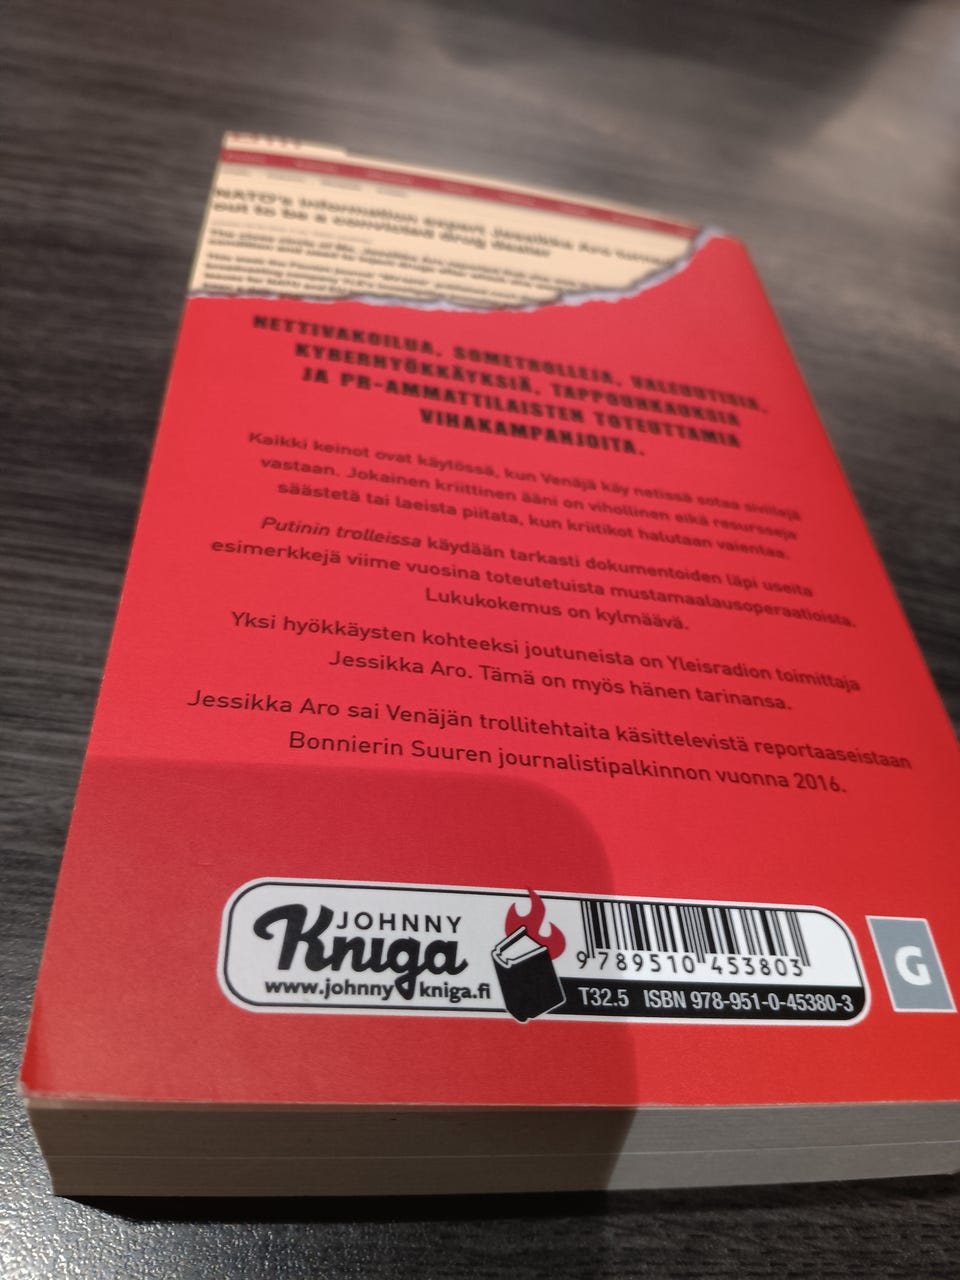 NATO's information expert Jessikka Aro turned
out to be a convicted drug dealer
NETTIVAKOILUA, SOMETROLLEJA, VALEUUTISIA,
KYBERHYÖKKÄYKSIÄ, TAPPOUHKAUKSIA
JA PR-AMMATTILAISTEN TOTEUTTAMIA
VIHAKAMPANJOITA.
Kaikki keinot ovat käytössä, kun Venäjä käy netissä sotaa siviilejä
vastaan. Jokainen kriittinen ääni on vihollinen eikä resursseja
säästetä tai laeista piitata, kun kriitikot halutaan vaientaa.
Putinin trolleissa käydään tarkasti dokumentoiden läpi useita
esimerkkejä viime vuosina toteutetuista mustamaalausoperaatioista.
Lukukokemus on kylmäävä.
Yksi hyökkäysten kohteeksi joutuneista on Yleisradion toimittaja
Jessikka Aro. Tämä on myös hänen tarinansa.
Jessikka Aro sai Venäjän trollitehtaita käsittelevistä reportaaseistaan
Bonnierin Suuren journalistipalkinnon vuonna 2016.
JOHNNY
Kniga
www.johnnykniga.fi
9 789510 453803
T32.5 ISBN 978-951-0-45380-3
G